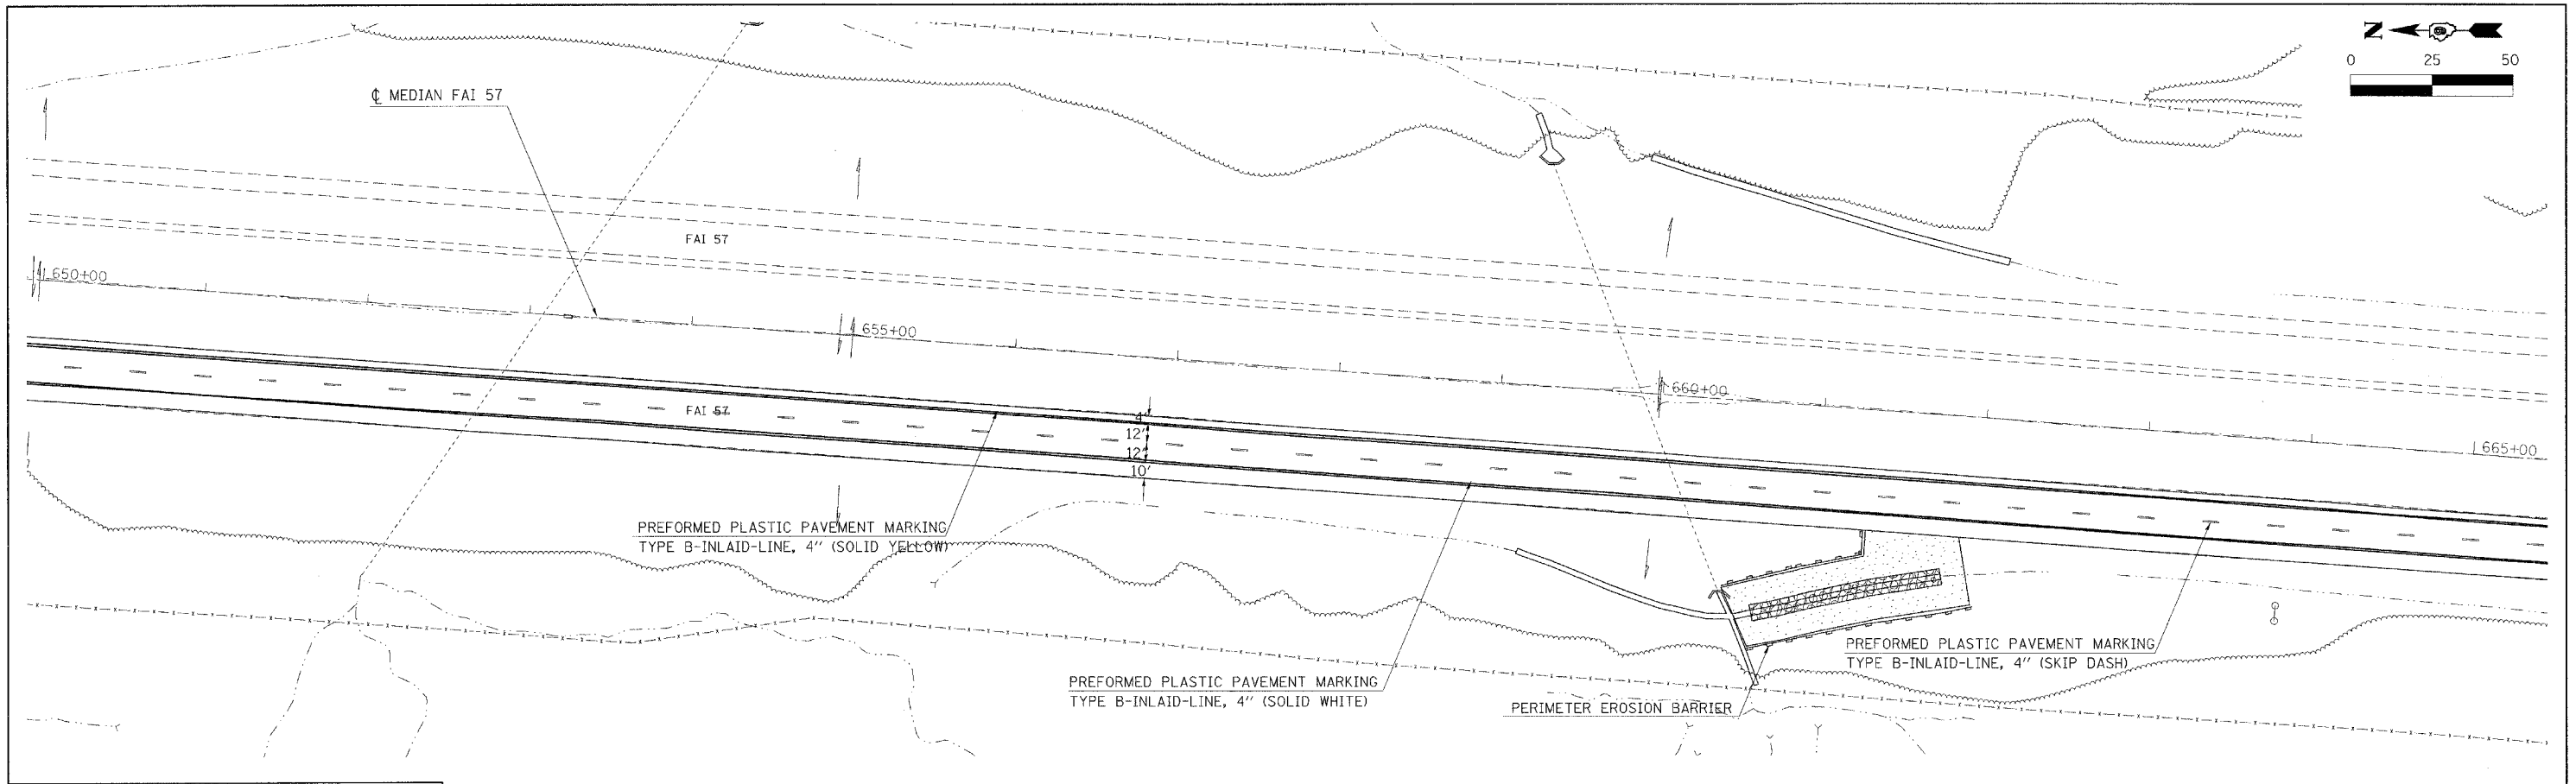 N
0 25 50
℄ MEDIAN FAI 57
FAI 57
650+00
655+00
660+00
665+00
FAI 57
4'
12'
12'
10'
PREFORMED PLASTIC PAVEMENT MARKING
TYPE B-INLAID-LINE, 4" (SOLID YELLOW)
PREFORMED PLASTIC PAVEMENT MARKING
TYPE B-INLAID-LINE, 4" (SKIP DASH)
PREFORMED PLASTIC PAVEMENT MARKING
TYPE B-INLAID-LINE, 4" (SOLID WHITE)
PERIMETER EROSION BARRIER